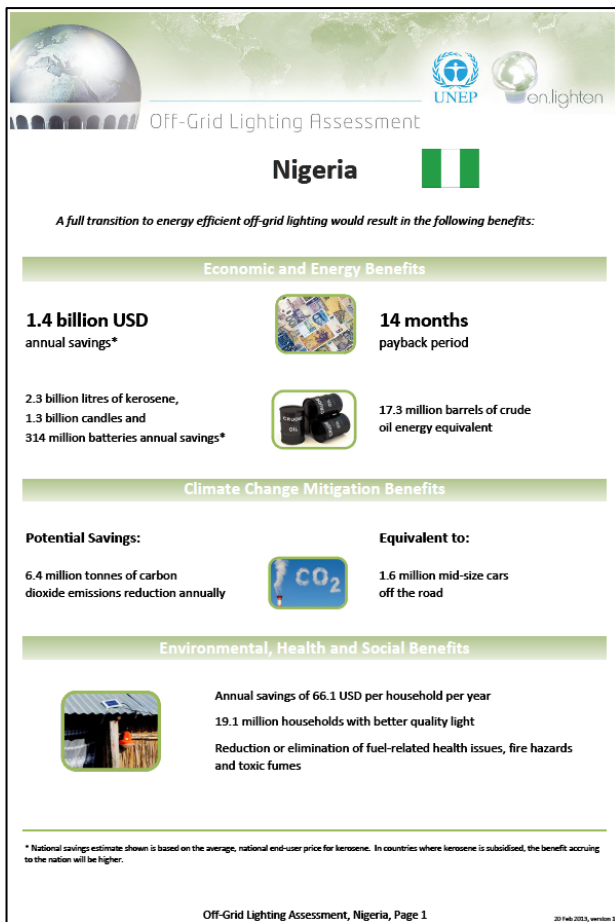 UNEP
en.lighten
Off-Grid Lighting Assessment
Nigeria
A full transition to energy efficient off-grid lighting would result in the following benefits:
Economic and Energy Benefits
1.4 billion USD
annual savings*
14 months
payback period
2.3 billion litres of kerosene,
1.3 billion candles and
314 million batteries annual savings*
17.3 million barrels of crude
oil energy equivalent
Climate Change Mitigation Benefits
Potential Savings:
Equivalent to:
6.4 million tonnes of carbon
dioxide emissions reduction annually
CO2
1.6 million mid-size cars
off the road
Environmental, Health and Social Benefits
Annual savings of 66.1 USD per household per year
19.1 million households with better quality light
Reduction or elimination of fuel-related health issues, fire hazards
and toxic fumes
* National savings estimate shown is based on the average, national end-user price for kerosene. In countries where kerosene is subsidised, the benefit accruing
to the nation will be higher.
Off-Grid Lighting Assessment, Nigeria, Page 1
20 Feb 2013, version